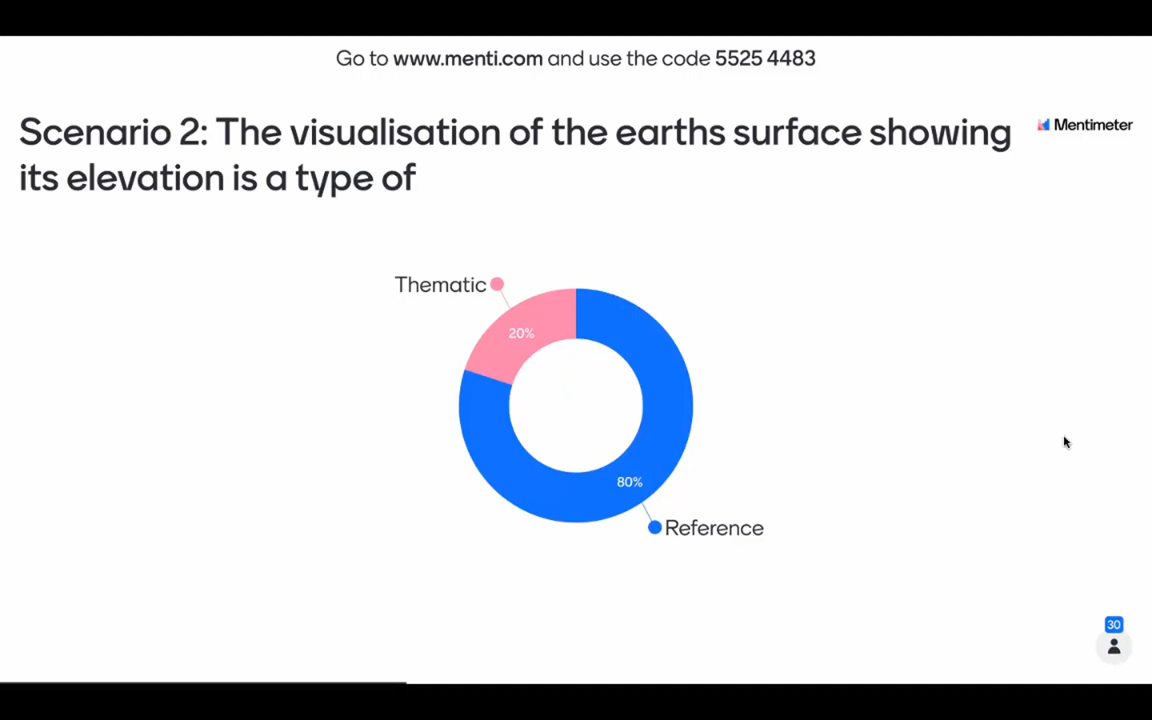 Go to www.menti.com and use the code 5525 4483
Scenario 2: The visualisation of the earths surface showing
its elevation is a type of
Mentimeter
Thematic
20%
80%
Reference
30